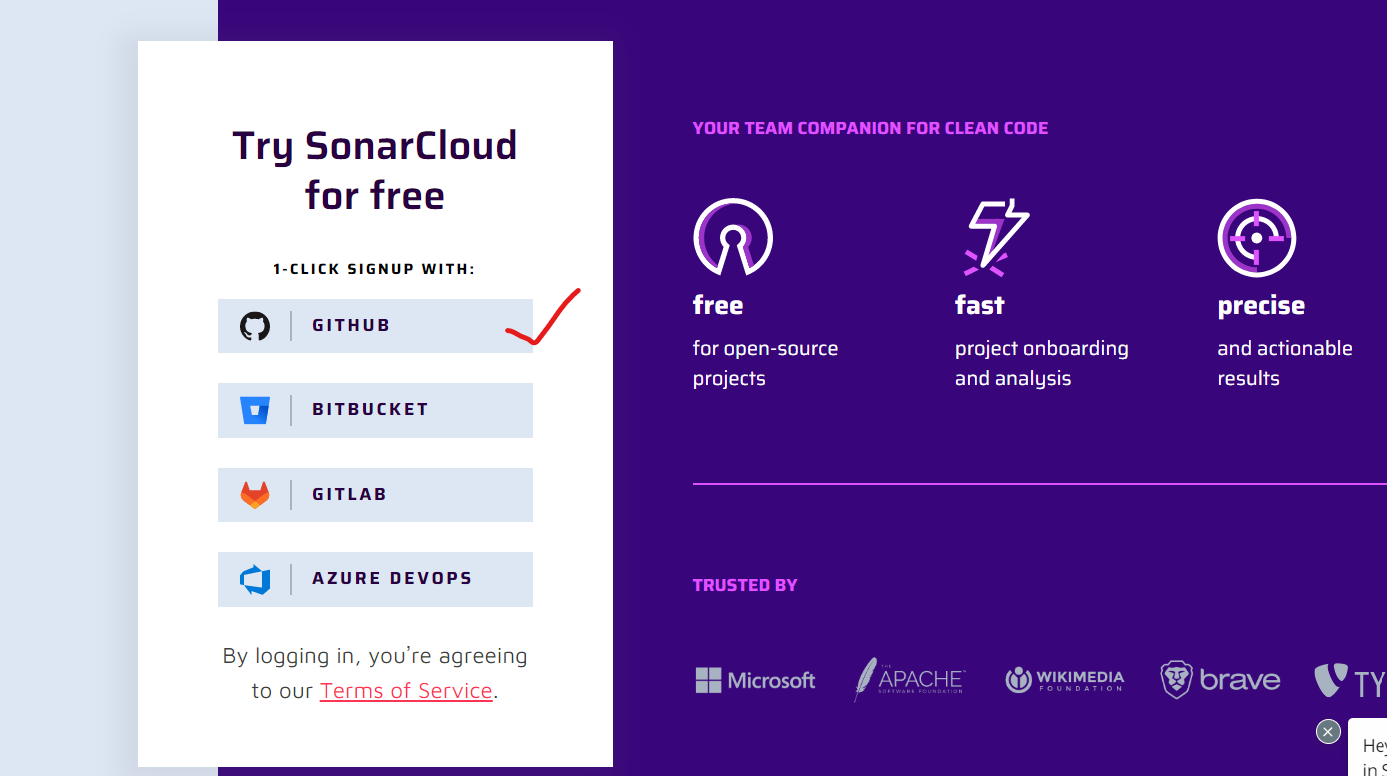 Try SonarCloud
for free
1-CLICK SIGNUP WITH:
GITHUB
BITBUCKET
GITLAB
AZURE DEVOPS
By logging in, you’re agreeing
to our Terms of Service.
YOUR TEAM COMPANION FOR CLEAN CODE
free
for open-source
projects
fast
project onboarding
and analysis
precise
and actionable
results
TRUSTED BY
Microsoft
THE
APACHE™
SOFTWARE FOUNDATION
WIKIMEDIA
FOUNDATION
brave
TY
Hey
in S